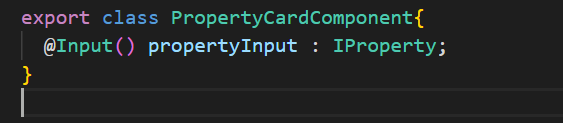 export class PropertyCardComponent{
@Input() propertyInput : IProperty;
}